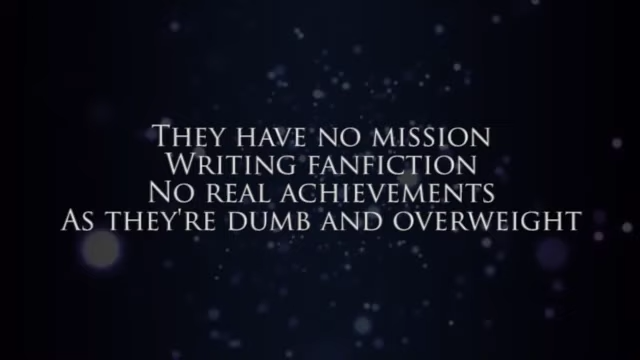 They have no mission
Writing fanfiction
No real achievements
As they're dumb and overweight